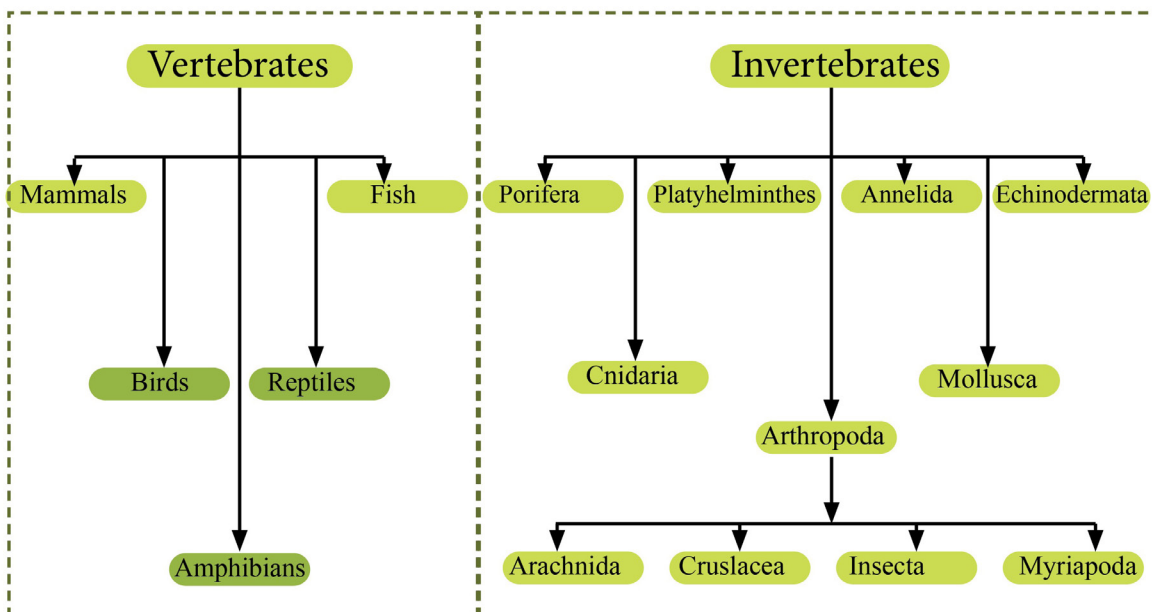 Vertebrates
Invertebrates
Mammals
Fish
Porifera
Platyhelminthes
Annelida
Echinodermata
Birds
Reptiles
Cnidaria
Mollusca
Arthropoda
Amphibians
Arachnida
Cruslacea
Insecta
Myriapoda